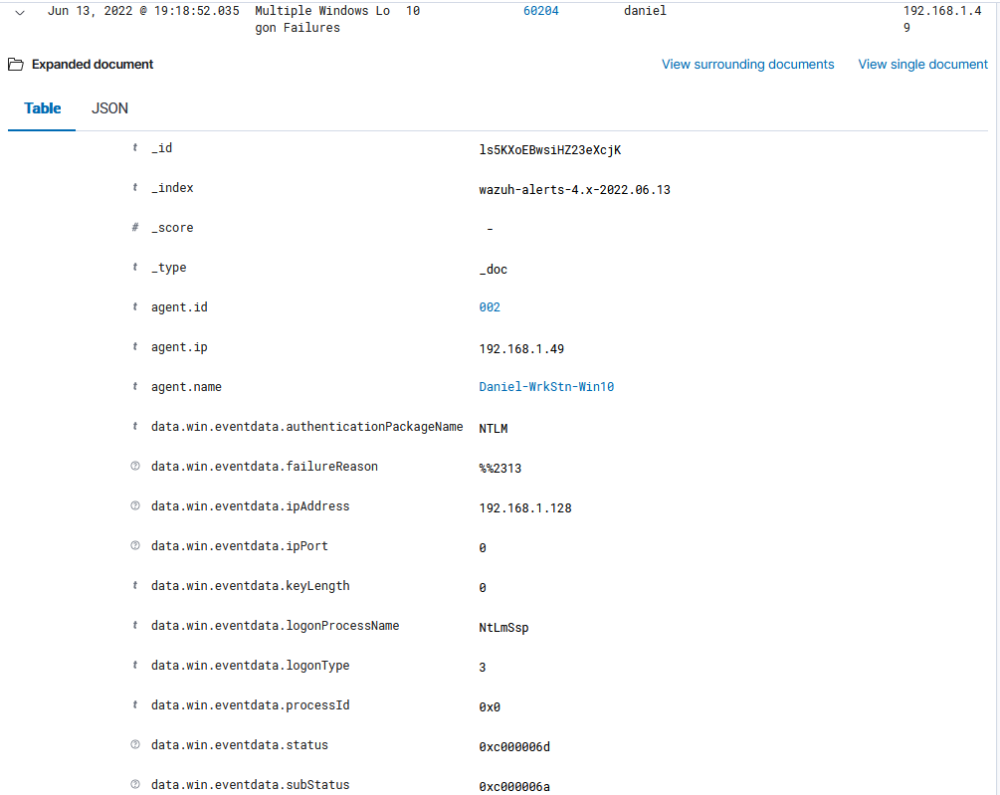 Jun 13, 2022 @ 19:18:52.035 Multiple Windows Lo 10 60204 daniel 192.168.1.4
gon Failures 9
Expanded document View surrounding documents View single document
Table JSON
t _id ls5KXoEBwsiHZ23eXcjK
t _index wazuh-alerts-4.x-2022.06.13
# _score -
t _type _doc
t agent.id 002
t agent.ip 192.168.1.49
t agent.name Daniel-WrkStn-Win10
t data.win.eventdata.authenticationPackageName NTLM
? data.win.eventdata.failureReason %%2313
? data.win.eventdata.ipAddress 192.168.1.128
? data.win.eventdata.ipPort 0
t data.win.eventdata.keyLength 0
t data.win.eventdata.logonProcessName NtLmSsp
t data.win.eventdata.logonType 3
t data.win.eventdata.processId 0x0
? data.win.eventdata.status 0xc000006d
? data.win.eventdata.subStatus 0xc000006a